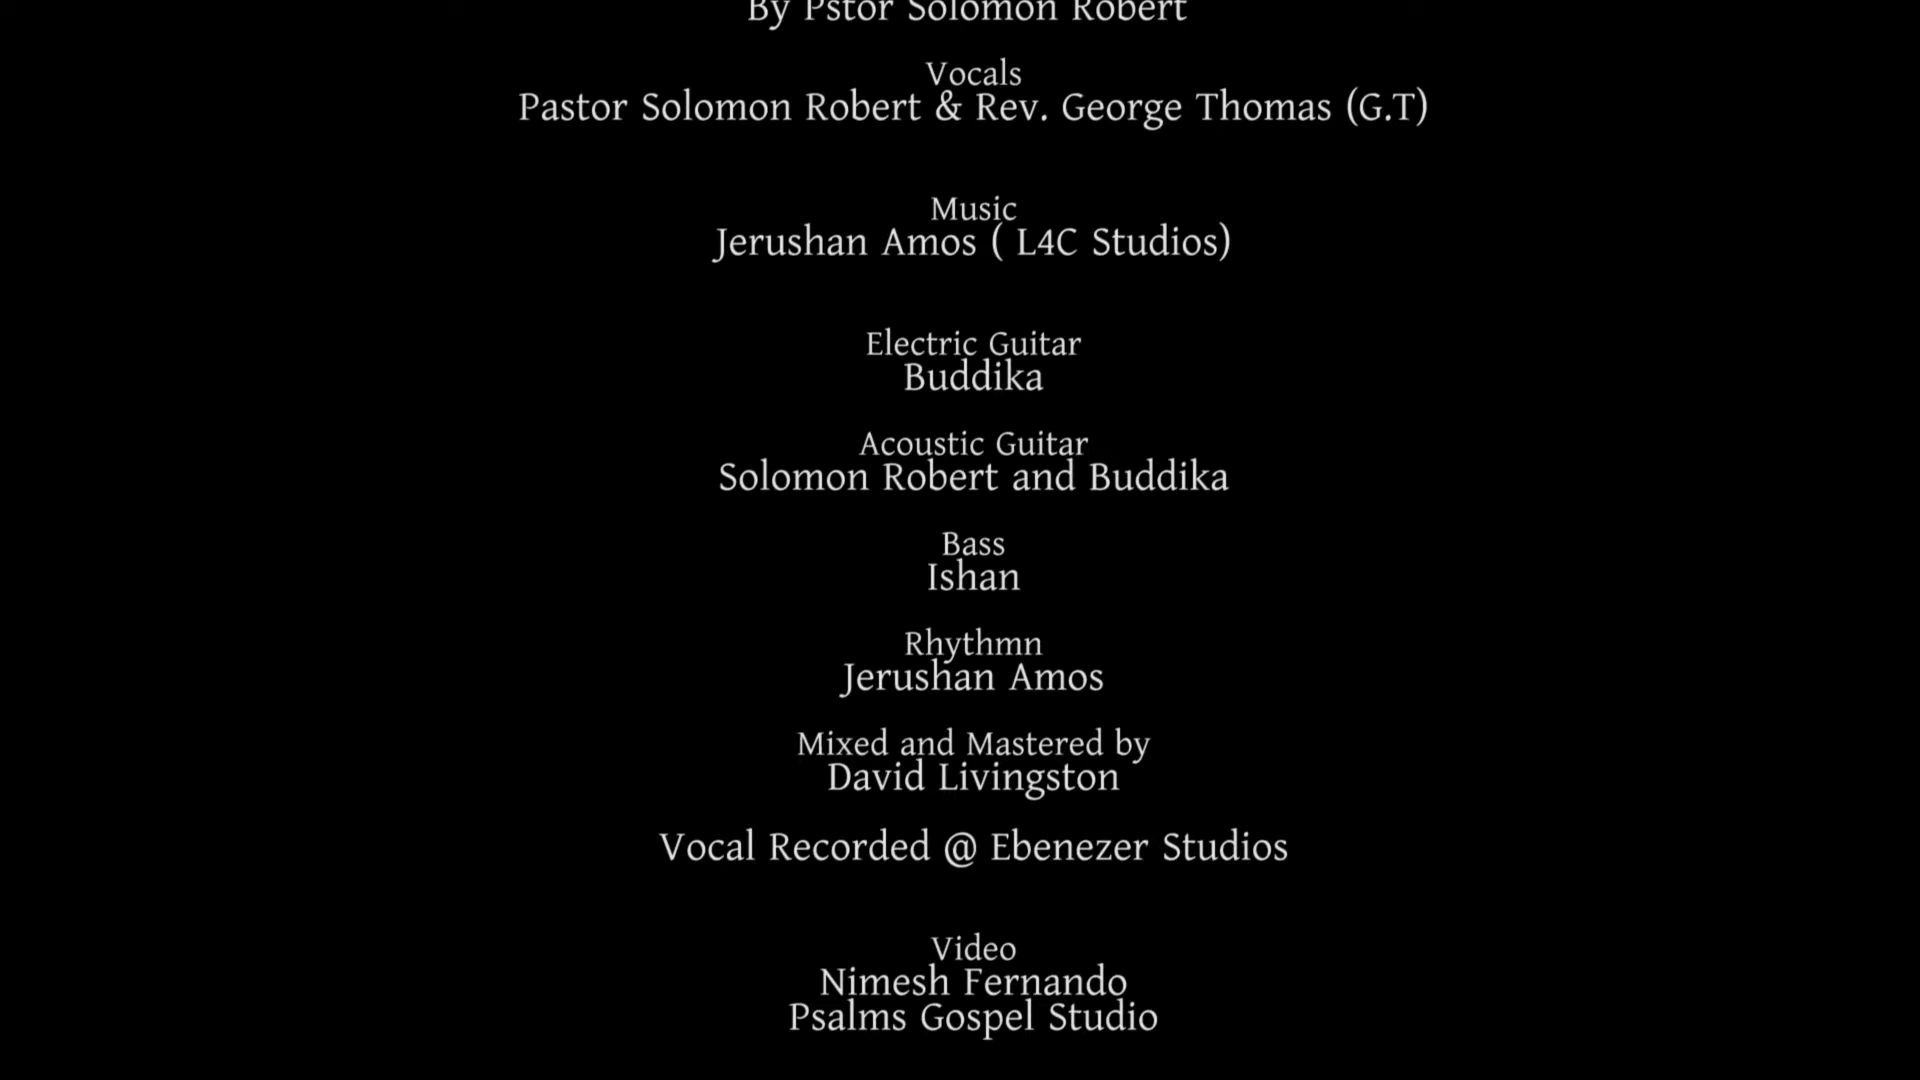 By Pstor Solomon Robert
Vocals
Pastor Solomon Robert & Rev. George Thomas (G.T)
Music
Jerushan Amos ( L4C Studios)
Electric Guitar
Buddika
Acoustic Guitar
Solomon Robert and Buddika
Bass
Ishan
Rhythmn
Jerushan Amos
Mixed and Mastered by
David Livingston
Vocal Recorded @ Ebenezer Studios
Video
Nimesh Fernando
Psalms Gospel Studio